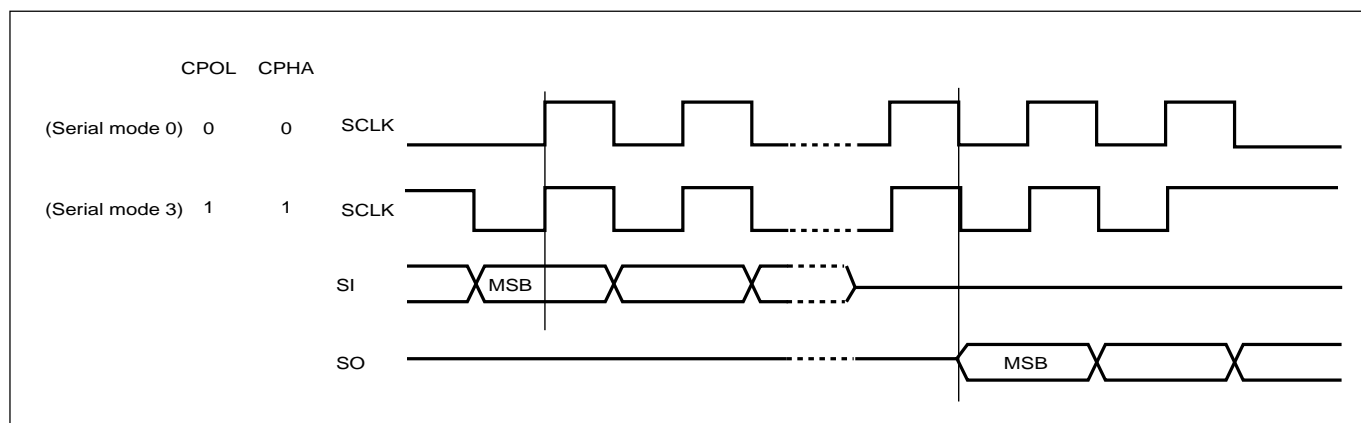 CPOL CPHA
(Serial mode 0) 0 0 SCLK
(Serial mode 3) 1 1 SCLK
SI MSB
SO MSB